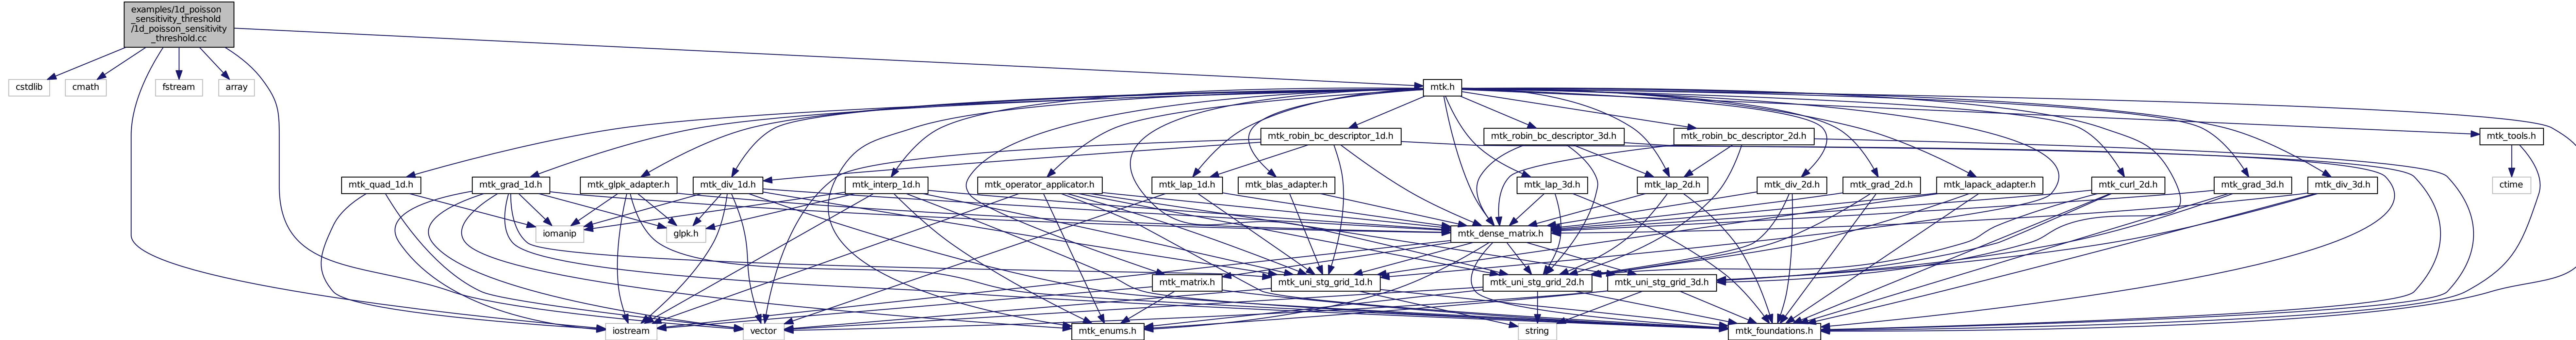 examples/1d_poisson
_sensitivity_threshold
/1d_poisson_sensitivity
_threshold.cc
cstdlib
cmath
fstream
array
mtk.h
mtk_robin_bc_descriptor_1d.h
mtk_robin_bc_descriptor_3d.h
mtk_robin_bc_descriptor_2d.h
mtk_tools.h
mtk_quad_1d.h
mtk_grad_1d.h
mtk_glpk_adapter.h
mtk_div_1d.h
mtk_interp_1d.h
mtk_operator_applicator.h
mtk_lap_1d.h
mtk_blas_adapter.h
mtk_lap_3d.h
mtk_lap_2d.h
mtk_div_2d.h
mtk_grad_2d.h
mtk_lapack_adapter.h
mtk_curl_2d.h
mtk_grad_3d.h
mtk_div_3d.h
ctime
iomanip
glpk.h
mtk_dense_matrix.h
mtk_matrix.h
mtk_uni_stg_grid_1d.h
mtk_uni_stg_grid_2d.h
mtk_uni_stg_grid_3d.h
iostream
vector
mtk_enums.h
string
mtk_foundations.h